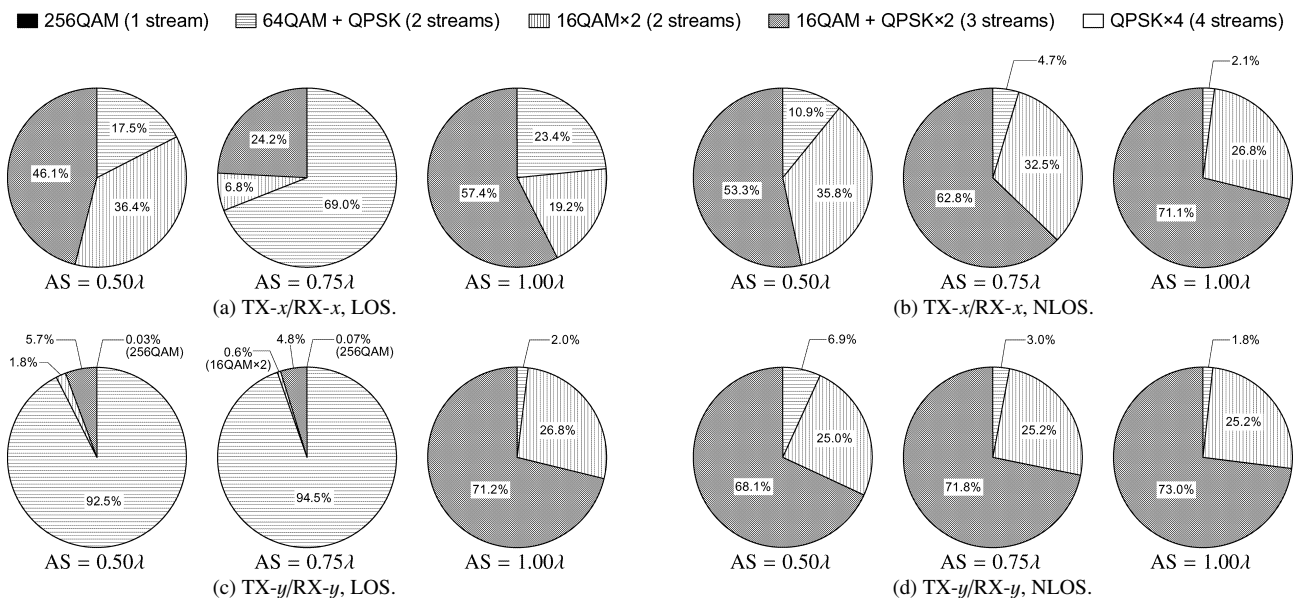 256QAM (1 stream) 64QAM + QPSK (2 streams) 16QAM×2 (2 streams) 16QAM + QPSK×2 (3 streams) QPSK×4 (4 streams)
17.5%
46.1%
36.4%
AS = 0.50λ
24.2%
6.8%
69.0%
AS = 0.75λ
23.4%
57.4%
19.2%
AS = 1.00λ
(a) TX-x/RX-x, LOS.
10.9%
53.3%
35.8%
AS = 0.50λ
4.7%
32.5%
62.8%
AS = 0.75λ
2.1%
26.8%
71.1%
AS = 1.00λ
(b) TX-x/RX-x, NLOS.
5.7%
0.03%
(256QAM)
1.8%
92.5%
AS = 0.50λ
4.8%
0.07%
(256QAM)
0.6%
(16QAM×2)
94.5%
AS = 0.75λ
2.0%
26.8%
71.2%
AS = 1.00λ
(c) TX-y/RX-y, LOS.
6.9%
25.0%
68.1%
AS = 0.50λ
3.0%
25.2%
71.8%
AS = 0.75λ
1.8%
25.2%
73.0%
AS = 1.00λ
(d) TX-y/RX-y, NLOS.